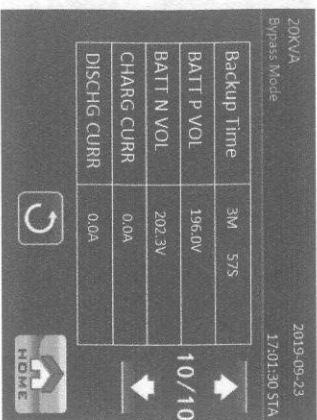 20KVA 2019-09-23
Bypass Mode 17:01:30 STA
Backup Time 3M 57S
BATT P VOL 196.0V
BATT N VOL 202.3V
CHARG CURR 0.0A
DISCHG CURR 0.0A
10/10
HOME